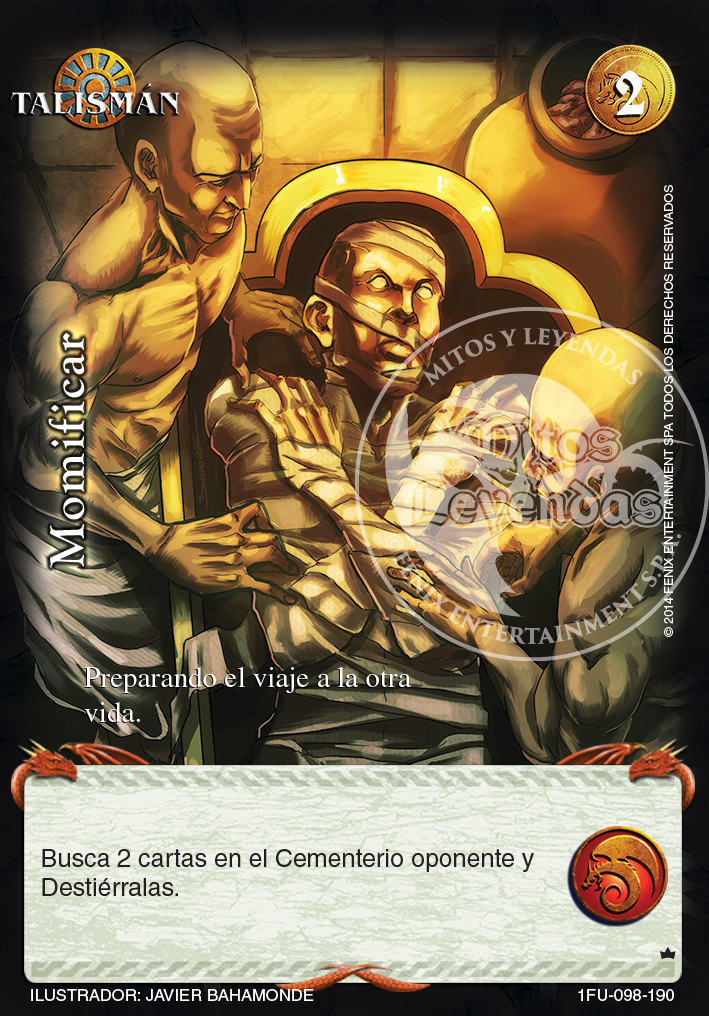 TALISMÁN
2
Momificar
© 2014 FENIX ENTERTAINMENT SPA TODOS LOS DERECHOS RESERVADOS
MITOS Y LEYENDAS
Mitos
Leyendas
© FENIX ENTERTAINMENT S.P.A.
Preparando el viaje a la otra
vida.
Busca 2 cartas en el Cementerio oponente y
Destiérralas.
ILUSTRADOR: JAVIER BAHAMONDE
1FU-098-190